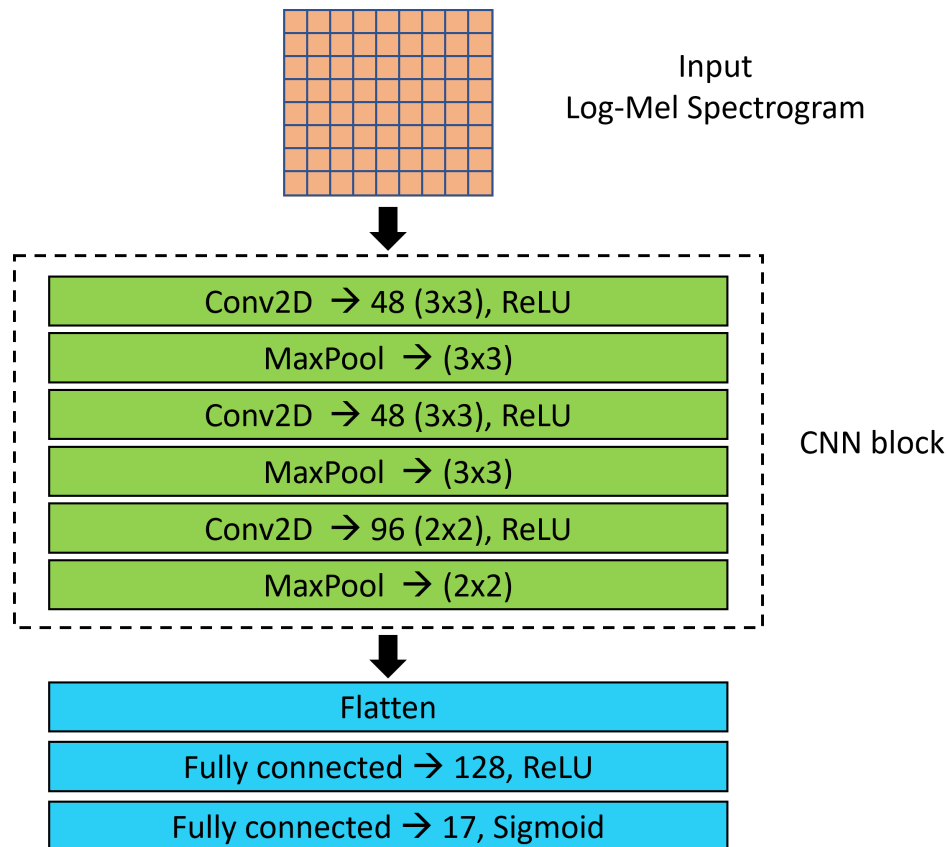 Input
Log-Mel Spectrogram
Conv2D → 48 (3x3), ReLU
MaxPool → (3x3)
Conv2D → 48 (3x3), ReLU
MaxPool → (3x3)
Conv2D → 96 (2x2), ReLU
MaxPool → (2x2)
CNN block
Flatten
Fully connected → 128, ReLU
Fully connected → 17, Sigmoid